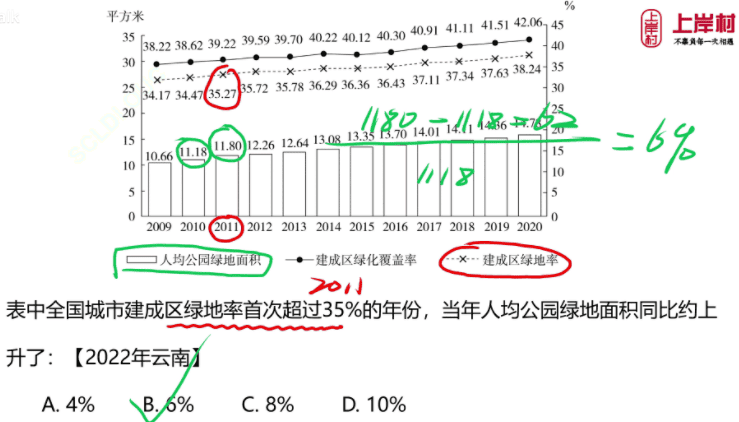 平方米
%
上岸村
上岸村
不辜负每一次相遇
38.22 38.62 39.22 39.59 39.70 40.22 40.12 40.30 40.91 41.11 41.51 42.06
34.17 34.47 35.27 35.72 35.78 36.29 36.36 36.43 37.11 37.34 37.63 38.24
10.66 11.18 11.80 12.26 12.64 13.08 13.35 13.70 14.01 14.11
35
30
25
20
15
10
5
0
45
40
35
30
25
20
15
10
5
0
1180-1118=62
1118
=6%
2009 2010 2011 2012 2013 2014 2015 2016 2017 2018 2019 2020
人均公园绿地面积 建成区绿化覆盖率 建成区绿地率
2011
表中全国城市建成区绿地率首次超过35%的年份，当年人均公园绿地面积同比约上
升了：【2022年云南】
A. 4% B. 6% C. 8% D. 10%